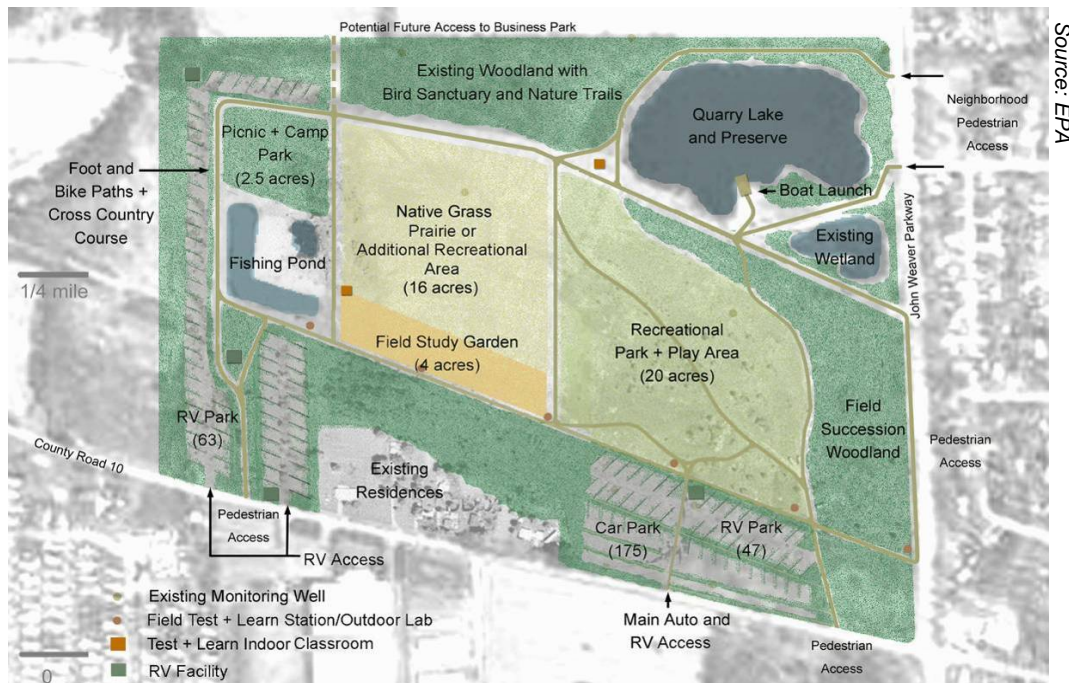 Potential Future Access to Business Park
Source: EPA
Existing Woodland with
Bird Sanctuary and Nature Trails
Quarry Lake
and Preserve
Neighborhood
Pedestrian
Access
Picnic + Camp
Park
(2.5 acres)
Foot and
Bike Paths +
Cross Country
Course
Boat Launch
Native Grass
Prairie or
Additional Recreational
Area
(16 acres)
Existing
Wetland
Fishing Pond
1/4 mile
John Weaver Parkway
Field Study Garden
(4 acres)
Recreational
Park + Play Area
(20 acres)
RV Park
(63)
Field
Succession
Woodland
County Road 10
Existing
Residences
Pedestrian
Access
Pedestrian
Access
Car Park
(175)
RV Park
(47)
RV Access
Existing Monitoring Well
Field Test + Learn Station/Outdoor Lab
Test + Learn Indoor Classroom
RV Facility
Main Auto and
RV Access
Pedestrian
Access
0